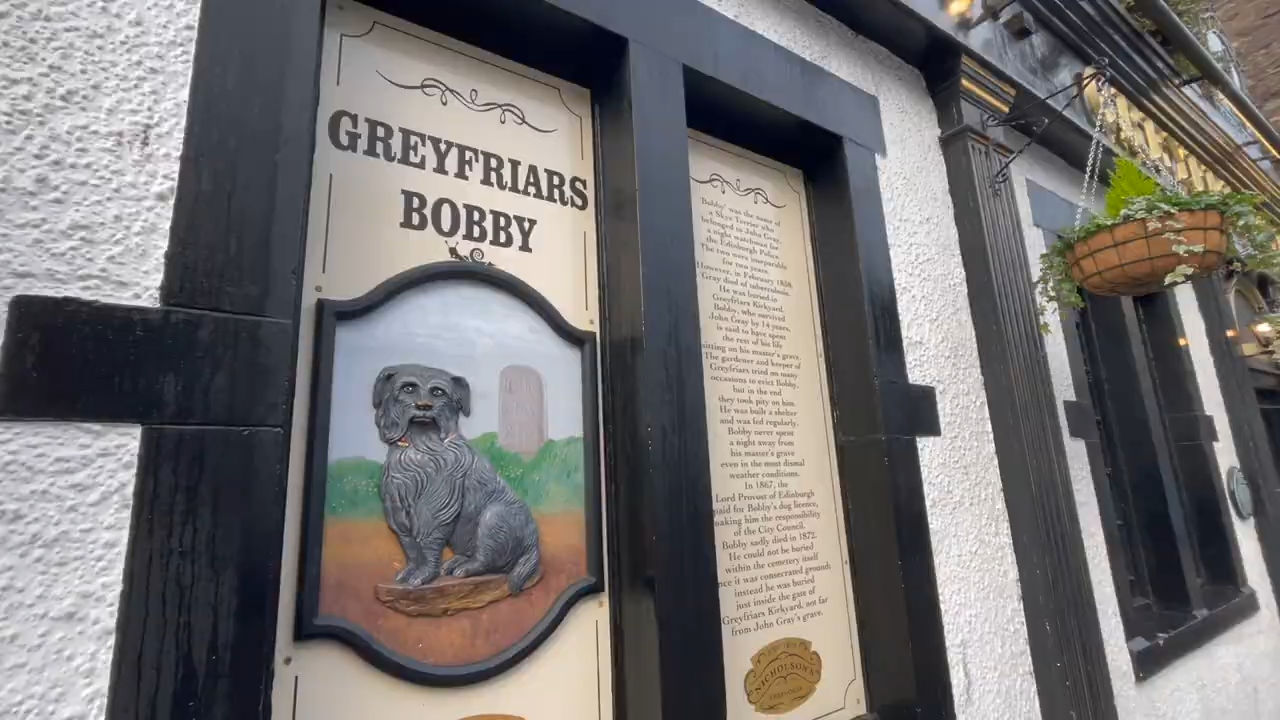 GREYFRIARS
BOBBY
'Bobby' was the name of
a Skye Terrier who
belonged to John Gray,
a night watchman for
the Edinburgh Police.
The two were inseparable
for two years.
However, in February 1858,
Gray died of tuberculosis.
He was buried in
Greyfriars Kirkyard.
Bobby, who survived
John Gray by 14 years,
is said to have spent
the rest of his life
sitting on his master's grave.
The gardener and keeper of
Greyfriars tried on many
occasions to evict Bobby,
but in the end
they took pity on him.
He was built a shelter
and was fed regularly.
Bobby never spent
a night away from
his master's grave
even in the most dismal
weather conditions.
In 1867, the
Lord Provost of Edinburgh
paid for Bobby's dog licence,
making him the responsibility
of the City Council.
Bobby sadly died in 1872.
He could not be buried
within the cemetery itself
nce it was consecrated ground;
instead he was buried
just inside the gate of
Greyfriars Kirkyard, not far
from John Gray's grave.
NICHOLSON'S